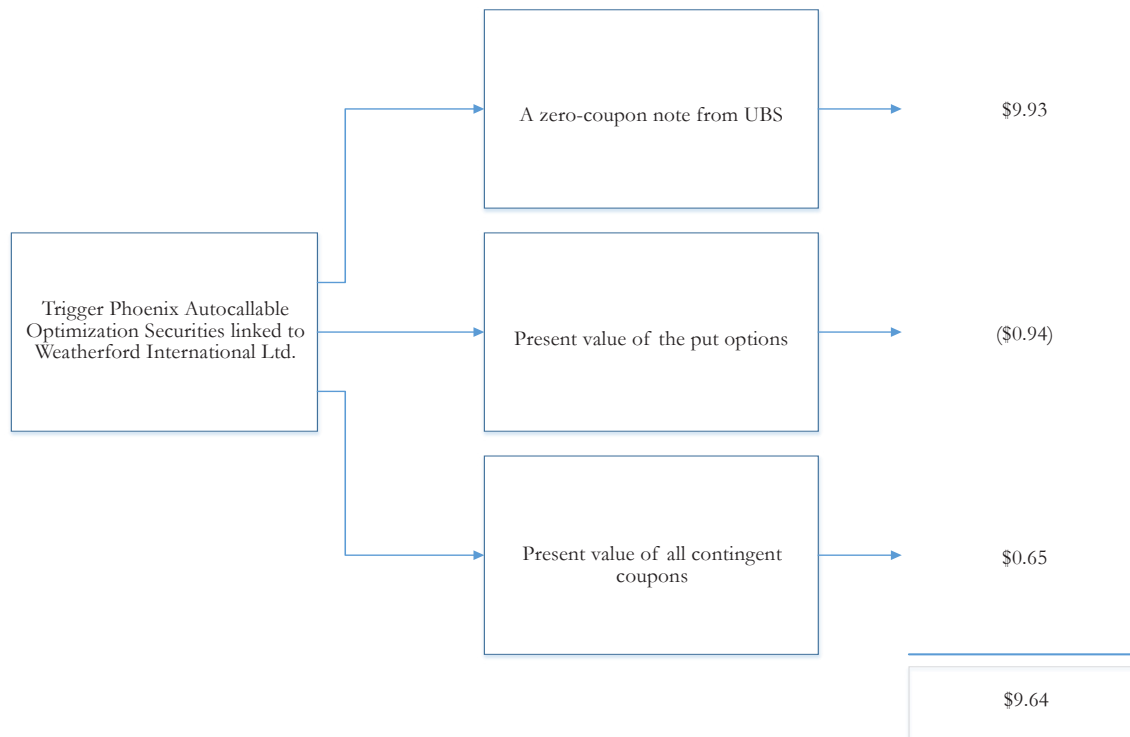 A zero-coupon note from UBS
$9.93
Trigger Phoenix Autocallable
Optimization Securities linked to
Weatherford International Ltd.
Present value of the put options
($0.94)
Present value of all contingent
coupons
$0.65
$9.64